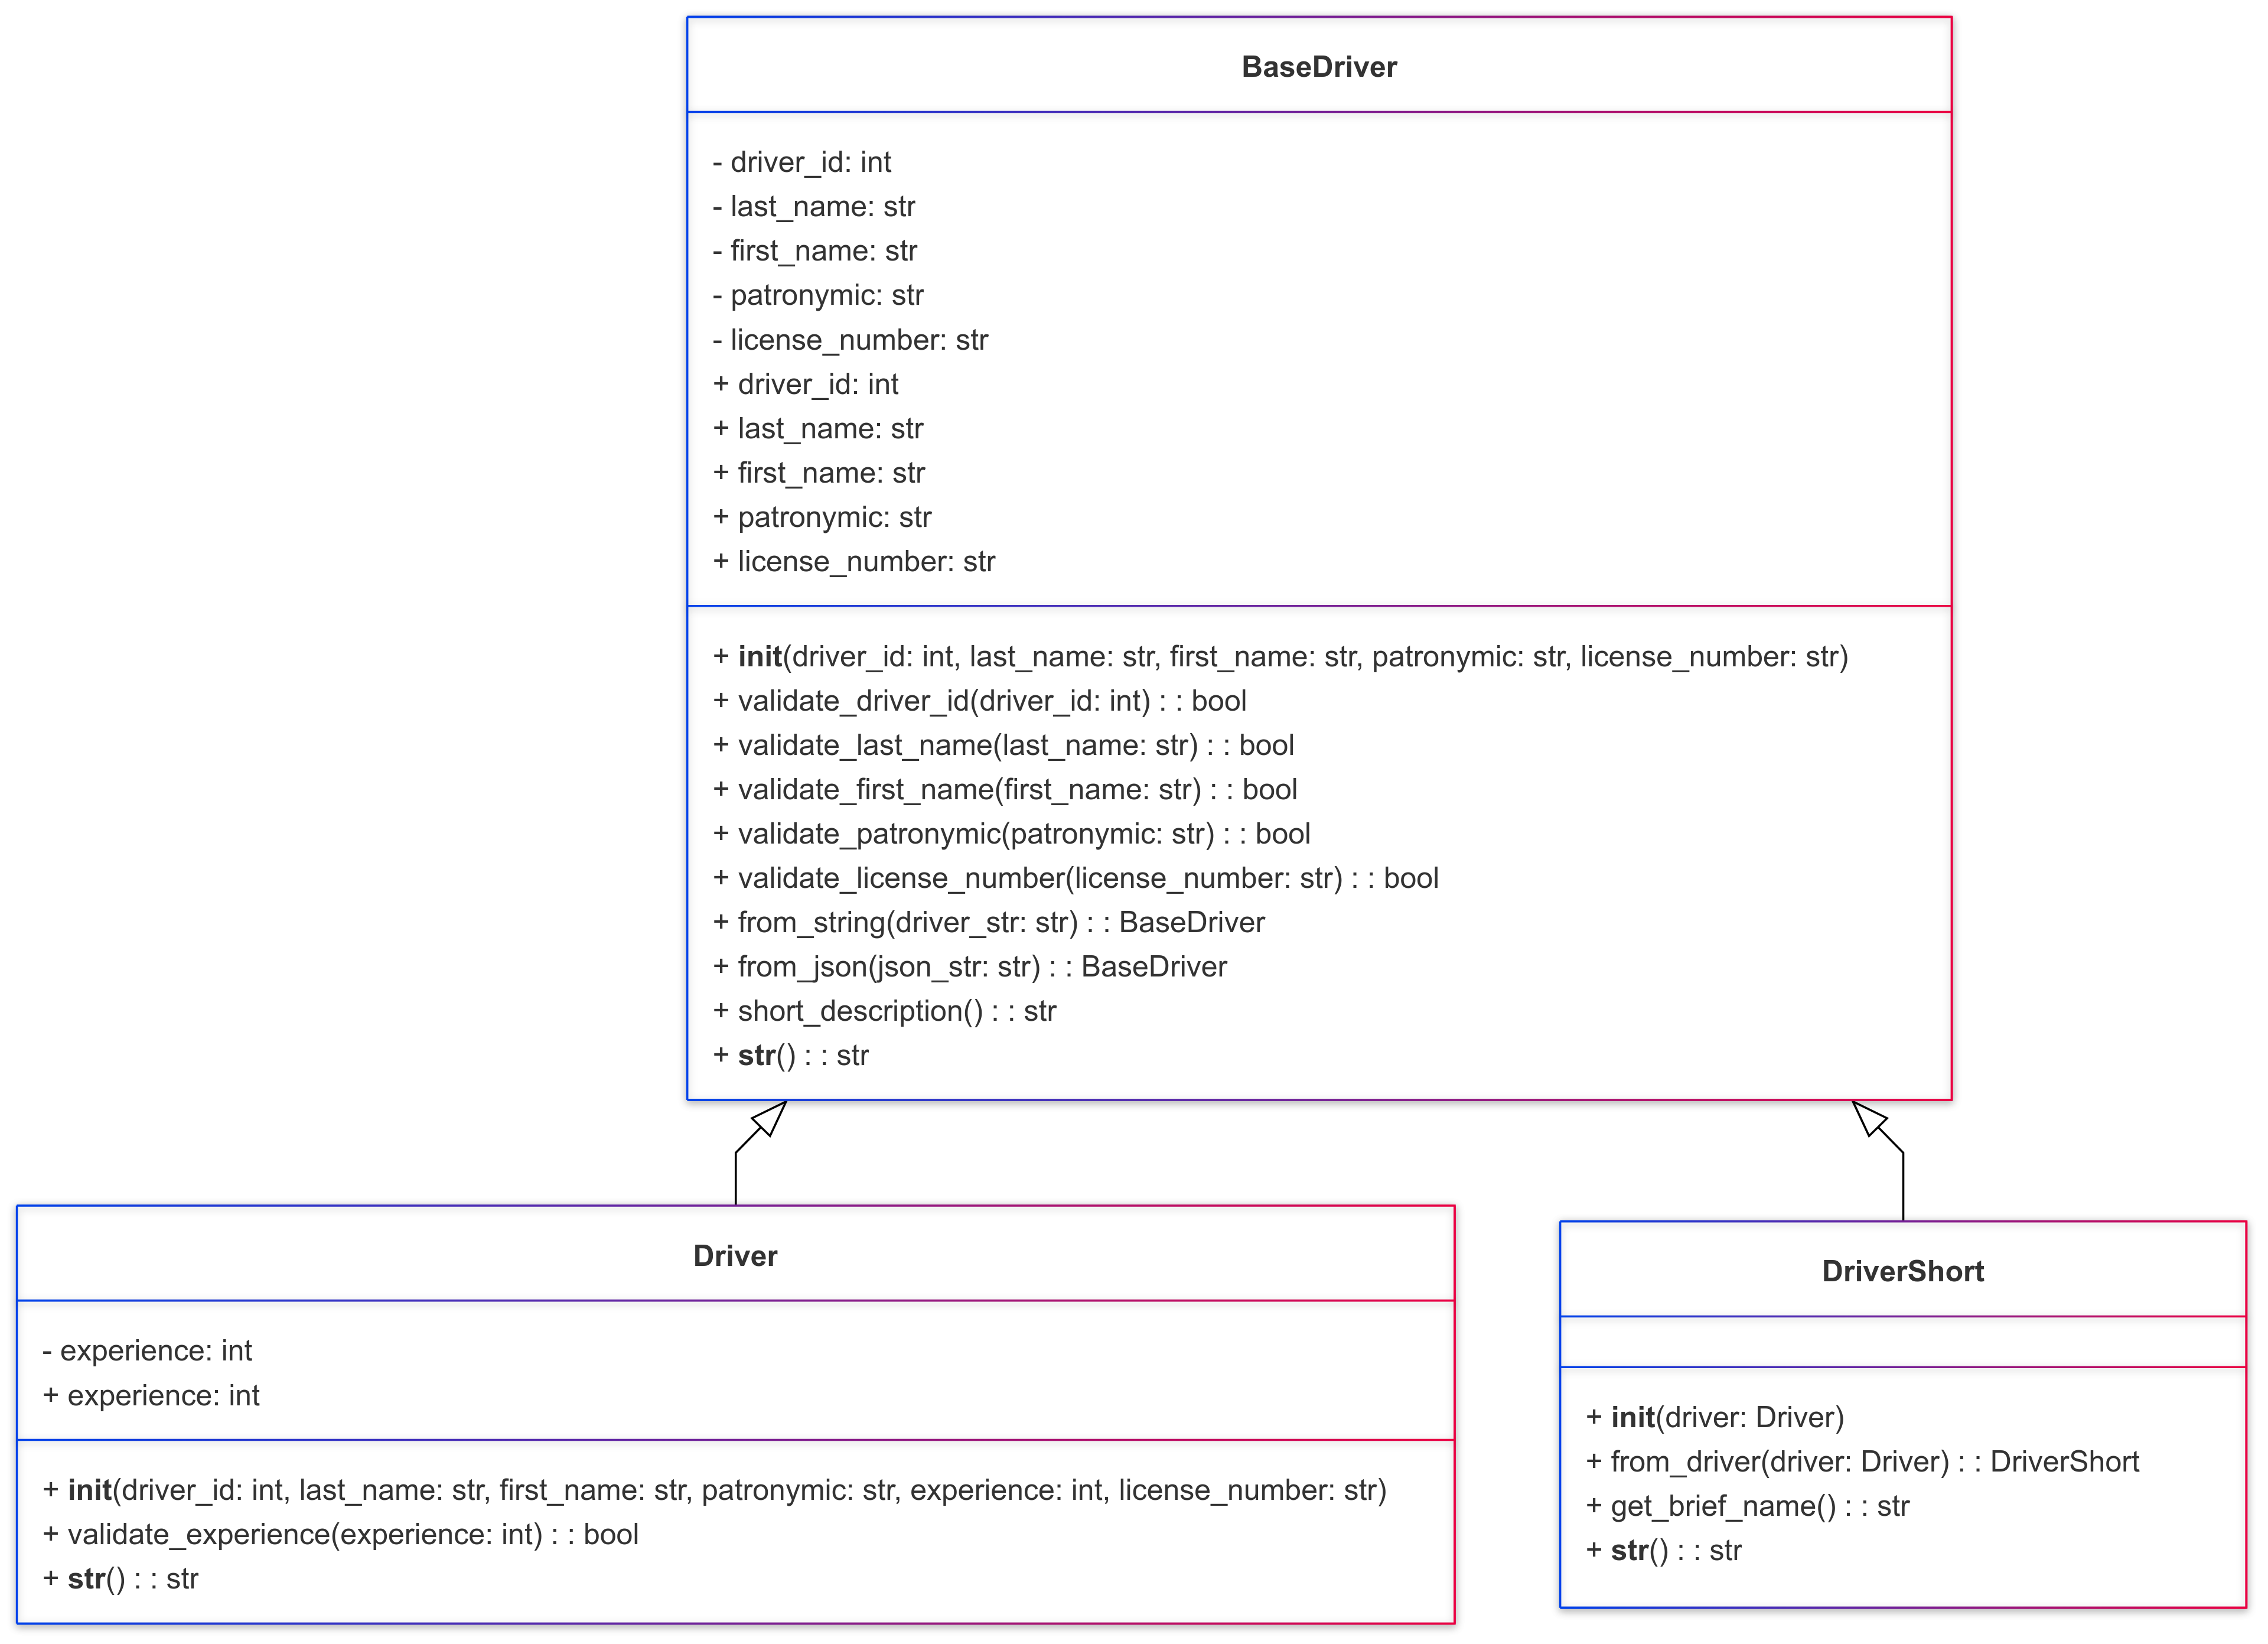 BaseDriver
- driver_id: int
- last_name: str
- first_name: str
- patronymic: str
- license_number: str
+ driver_id: int
+ last_name: str
+ first_name: str
+ patronymic: str
+ license_number: str
+ init(driver_id: int, last_name: str, first_name: str, patronymic: str, license_number: str)
+ validate_driver_id(driver_id: int) : : bool
+ validate_last_name(last_name: str) : : bool
+ validate_first_name(first_name: str) : : bool
+ validate_patronymic(patronymic: str) : : bool
+ validate_license_number(license_number: str) : : bool
+ from_string(driver_str: str) : : BaseDriver
+ from_json(json_str: str) : : BaseDriver
+ short_description() : : str
+ str() : : str
Driver
- experience: int
+ experience: int
+ init(driver_id: int, last_name: str, first_name: str, patronymic: str, experience: int, license_number: str)
+ validate_experience(experience: int) : : bool
+ str() : : str
DriverShort
+ init(driver: Driver)
+ from_driver(driver: Driver) : : DriverShort
+ get_brief_name() : : str
+ str() : : str